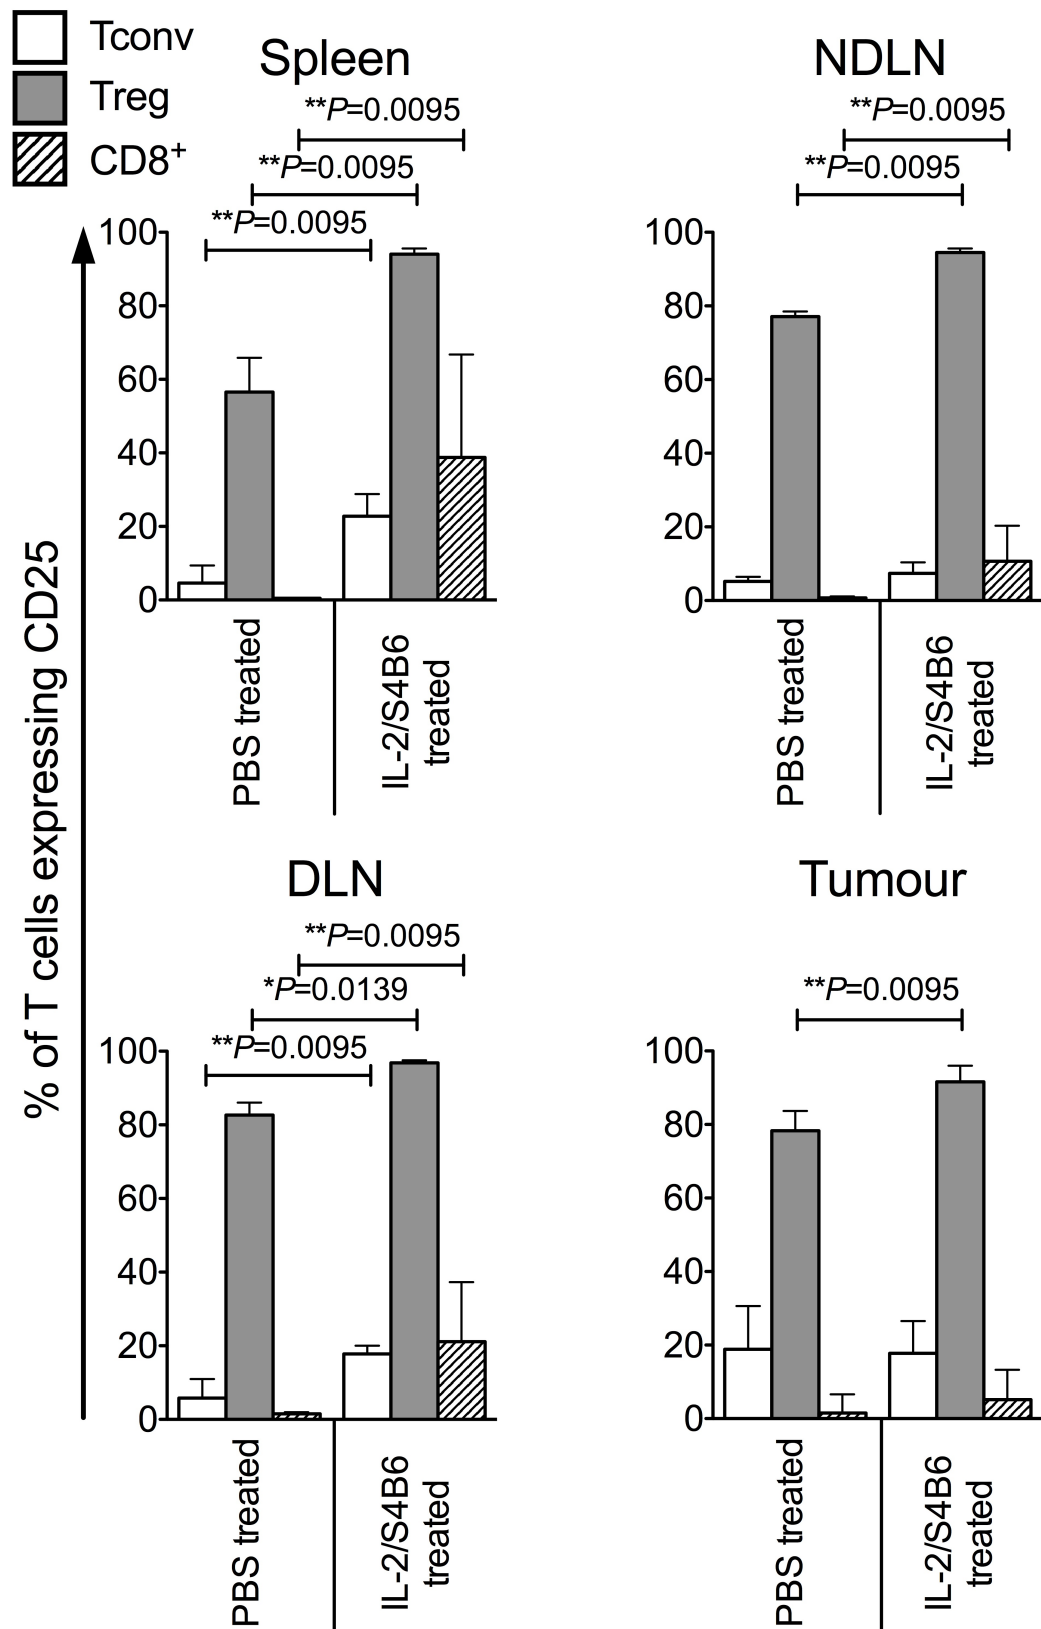 Tconv
Treg
CD8+
% of T cells expressing CD25
Spleen
**P=0.0095
**P=0.0095
**P=0.0095
100
80
60
40
20
0
PBS treated
IL-2/S4B6
treated
NDLN
**P=0.0095
**P=0.0095
100
80
60
40
20
0
PBS treated
IL-2/S4B6
treated
DLN
**P=0.0095
*P=0.0139
**P=0.0095
100
80
60
40
20
0
PBS treated
IL-2/S4B6
treated
Tumour
**P=0.0095
100
80
60
40
20
0
PBS treated
IL-2/S4B6
treated